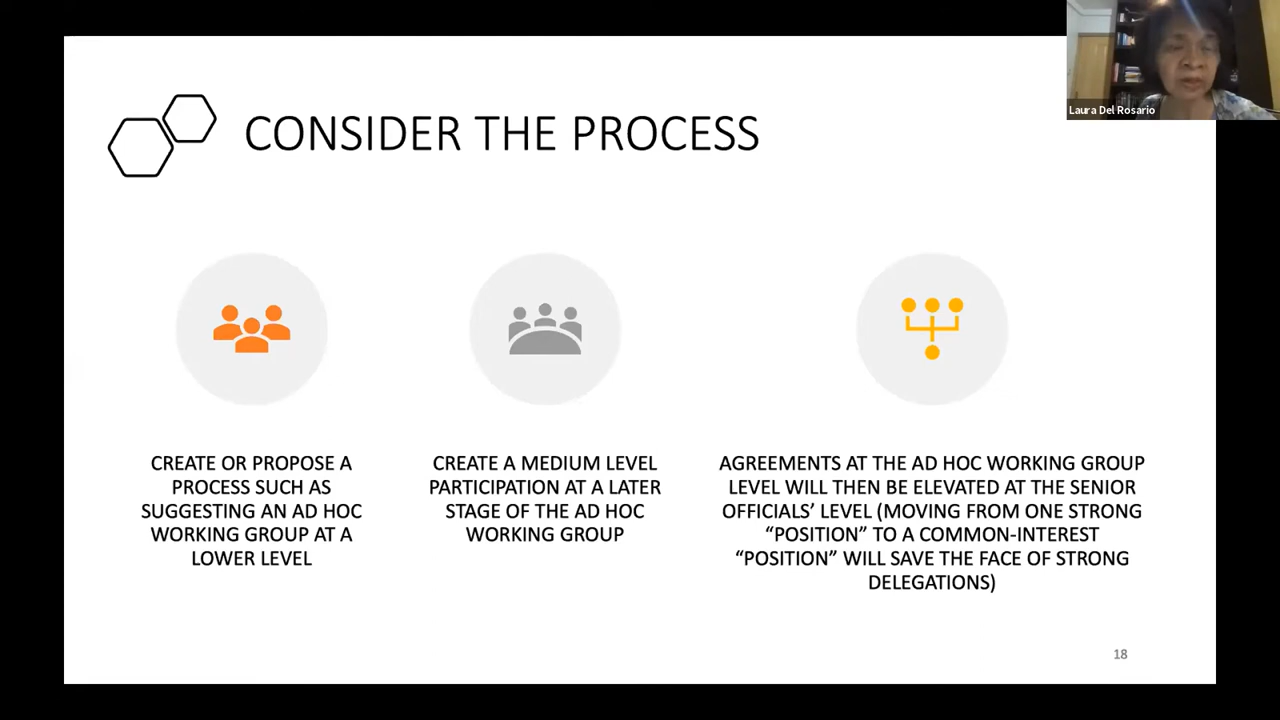 Laura Del Rosario
CONSIDER THE PROCESS
CREATE OR PROPOSE A
PROCESS SUCH AS
SUGGESTING AN AD HOC
WORKING GROUP AT A
LOWER LEVEL
CREATE A MEDIUM LEVEL
PARTICIPATION AT A LATER
STAGE OF THE AD HOC
WORKING GROUP
AGREEMENTS AT THE AD HOC WORKING GROUP
LEVEL WILL THEN BE ELEVATED AT THE SENIOR
OFFICIALS’ LEVEL (MOVING FROM ONE STRONG
“POSITION” TO A COMMON-INTEREST
“POSITION” WILL SAVE THE FACE OF STRONG
DELEGATIONS)
18